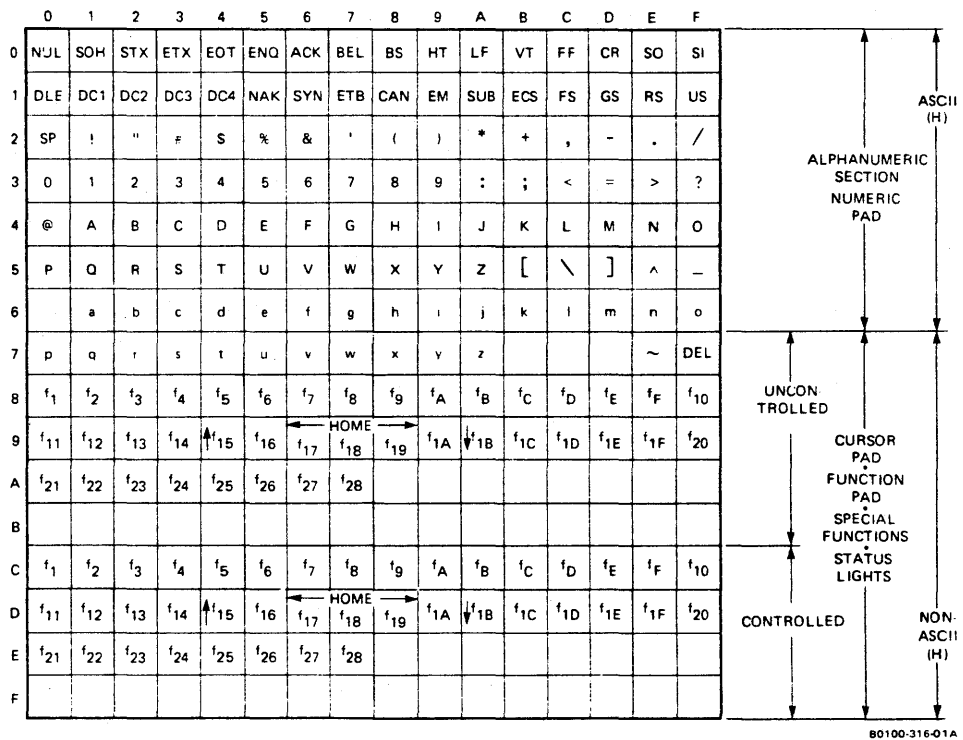 0 1 2 3 4 5 6 7 8 9 A B C D E F
0 NUL SOH STX ETX EOT ENQ ACK BEL BS HT LF VT FF CR SO SI
1 DLE DC1 DC2 DC3 DC4 NAK SYN ETB CAN EM SUB ECS FS GS RS US
2 SP ! " # S % & ' ( ) * + , - . /
3 0 1 2 3 4 5 6 7 8 9 : ; < = > ?
4 @ A B C D E F G H I J K L M N O
5 P Q R S T U V W X Y Z [ \ ] ^ _
6 a b c d e f g h i j k l m n o
7 p q r s t u v w x y z ~ DEL
8 f1 f2 f3 f4 f5 f6 f7 f8 f9 fA fB fC fD fE fF f10
HOME
9 f11 f12 f13 f14 ↑f15 f16 f17 f18 f19 f1A ↓f1B f1C f1D f1E f1F f20
A f21 f22 f23 f24 f25 f26 f27 f28
B
C f1 f2 f3 f4 f5 f6 f7 f8 f9 fA fB fC fD fE fF f10
HOME
D f11 f12 f13 f14 ↑f15 f16 f17 f18 f19 f1A ↓f1B f1C f1D f1E f1F f20
E f21 f22 f23 f24 f25 f26 f27 f28
F
ASCII
(H)
ALPHANUMERIC
SECTION
NUMERIC
PAD
UNCON-
TROLLED
CURSOR
PAD
•
FUNCTION
PAD
•
SPECIAL
FUNCTIONS
•
STATUS
LIGHTS
CONTROLLED
NON-
ASCII
(H)
B0100-316-01A